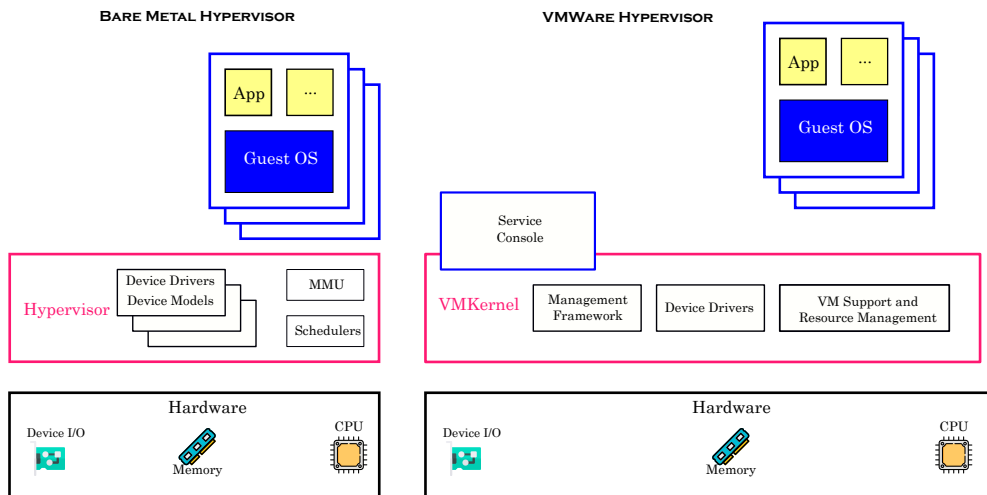 BARE METAL HYPERVISOR
App
...
Guest OS
Hypervisor
Device Drivers
Device Models
MMU
Schedulers
Hardware
Device I/O
Memory
CPU
VMWARE HYPERVISOR
App
...
Guest OS
Service
Console
VMKernel
Management
Framework
Device Drivers
VM Support and
Resource Management
Hardware
Device I/O
Memory
CPU